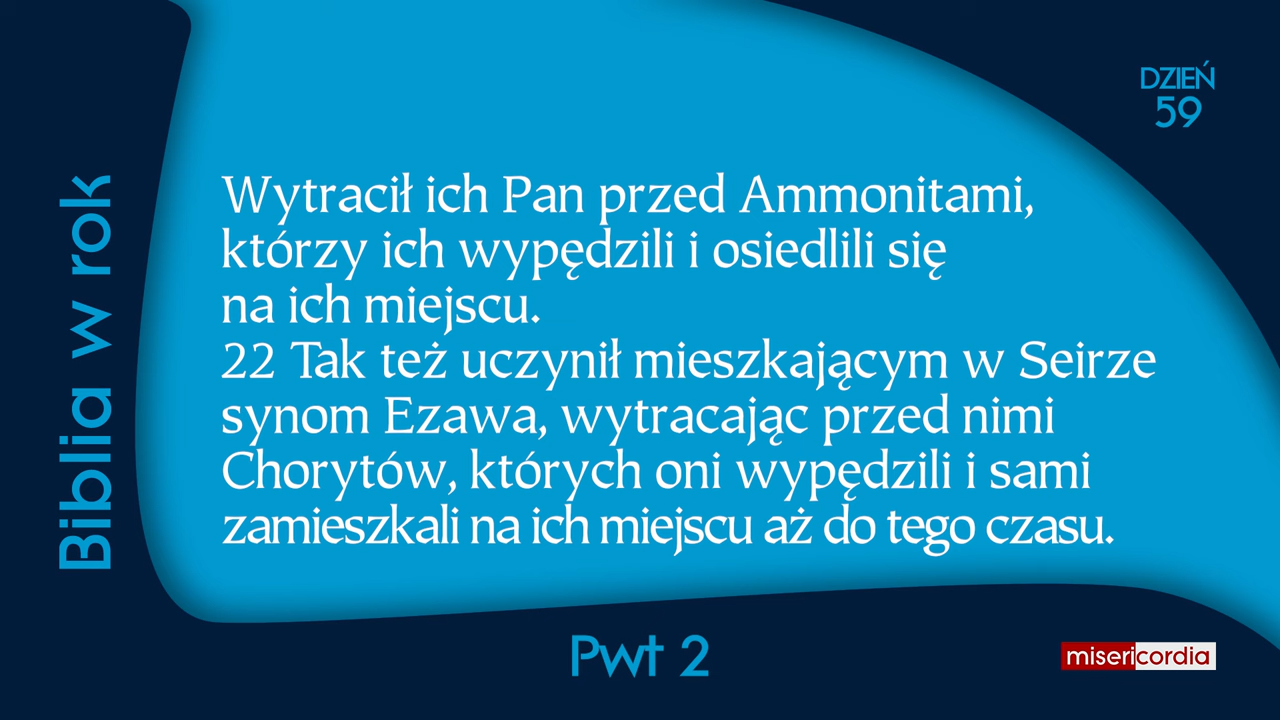 DZIEŃ
59
Biblia w rok
Wytracił ich Pan przed Ammonitami,
którzy ich wypędzili i osiedlili się
na ich miejscu.
22 Tak też uczynił mieszkającym w Seirze
synom Ezawa, wytracając przed nimi
Chorytów, których oni wypędzili i sami
zamieszkali na ich miejscu aż do tego czasu.
Pwt 2
misericordia